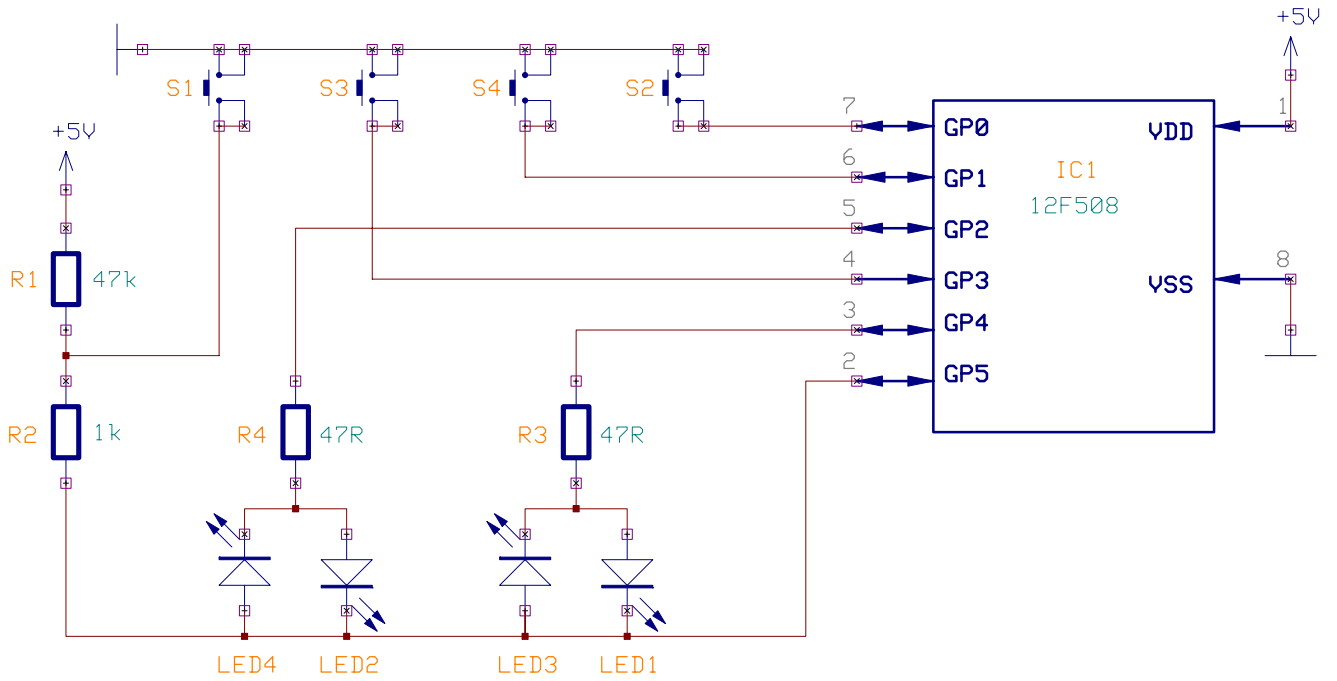 +5V
S1
S3
S4
S2
7
1
+5V
GP0
VDD
6
IC1
GP1
12F508
5
GP2
4
8
R1
47k
GP3
VSS
3
GP4
2
GP5
R2
1k
R4
47R
R3
47R
LED4
LED2
LED3
LED1